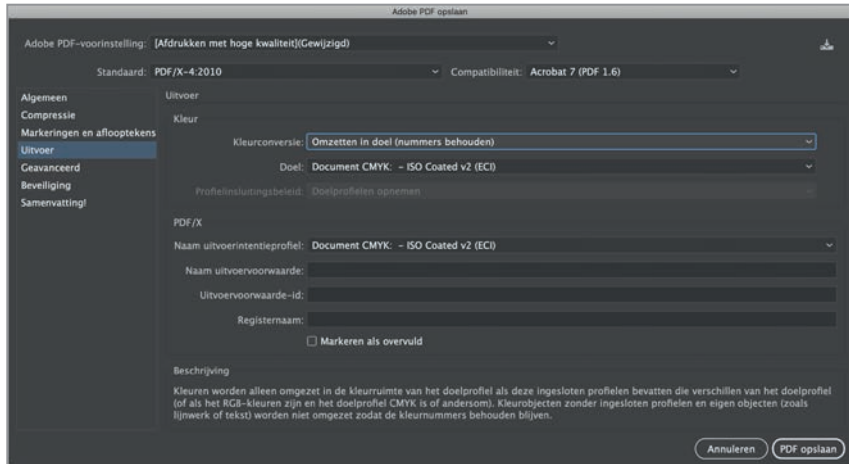 Adobe PDF opslaan
Adobe PDF-voorinstelling: [Afdrukken met hoge kwaliteit](Gewijzigd)
Standaard: PDF/X-4:2010 Compatibiliteit: Acrobat 7 (PDF 1.6)
Algemeen
Compressie
Markeringen en aflooptekens
Uitvoer
Geavanceerd
Beveiliging
Samenvatting!
Uitvoer
Kleur
Kleurconversie: Omzetten in doel (nummers behouden)
Doel: Document CMYK: - ISO Coated v2 (ECI)
Profielinsluitingsbeleid: Doelprofielen opnemen
PDF/X
Naam uitvoerintentieprofiel: Document CMYK: - ISO Coated v2 (ECI)
Naam uitvoervoorwaarde:
Uitvoervoorwaarde-id:
Registernaam:
Markeren als overvuld
Beschrijving
Kleuren worden alleen omgezet in de kleurruimte van het doelprofiel als deze ingesloten profielen bevatten die verschillen van het doelprofiel
(of als het RGB-kleuren zijn en het doelprofiel CMYK is of andersom). Kleurobjecten zonder ingesloten profielen en eigen objecten (zoals
lijnwerk of tekst) worden niet omgezet zodat de kleurnummers behouden blijven.
Annuleren PDF opslaan